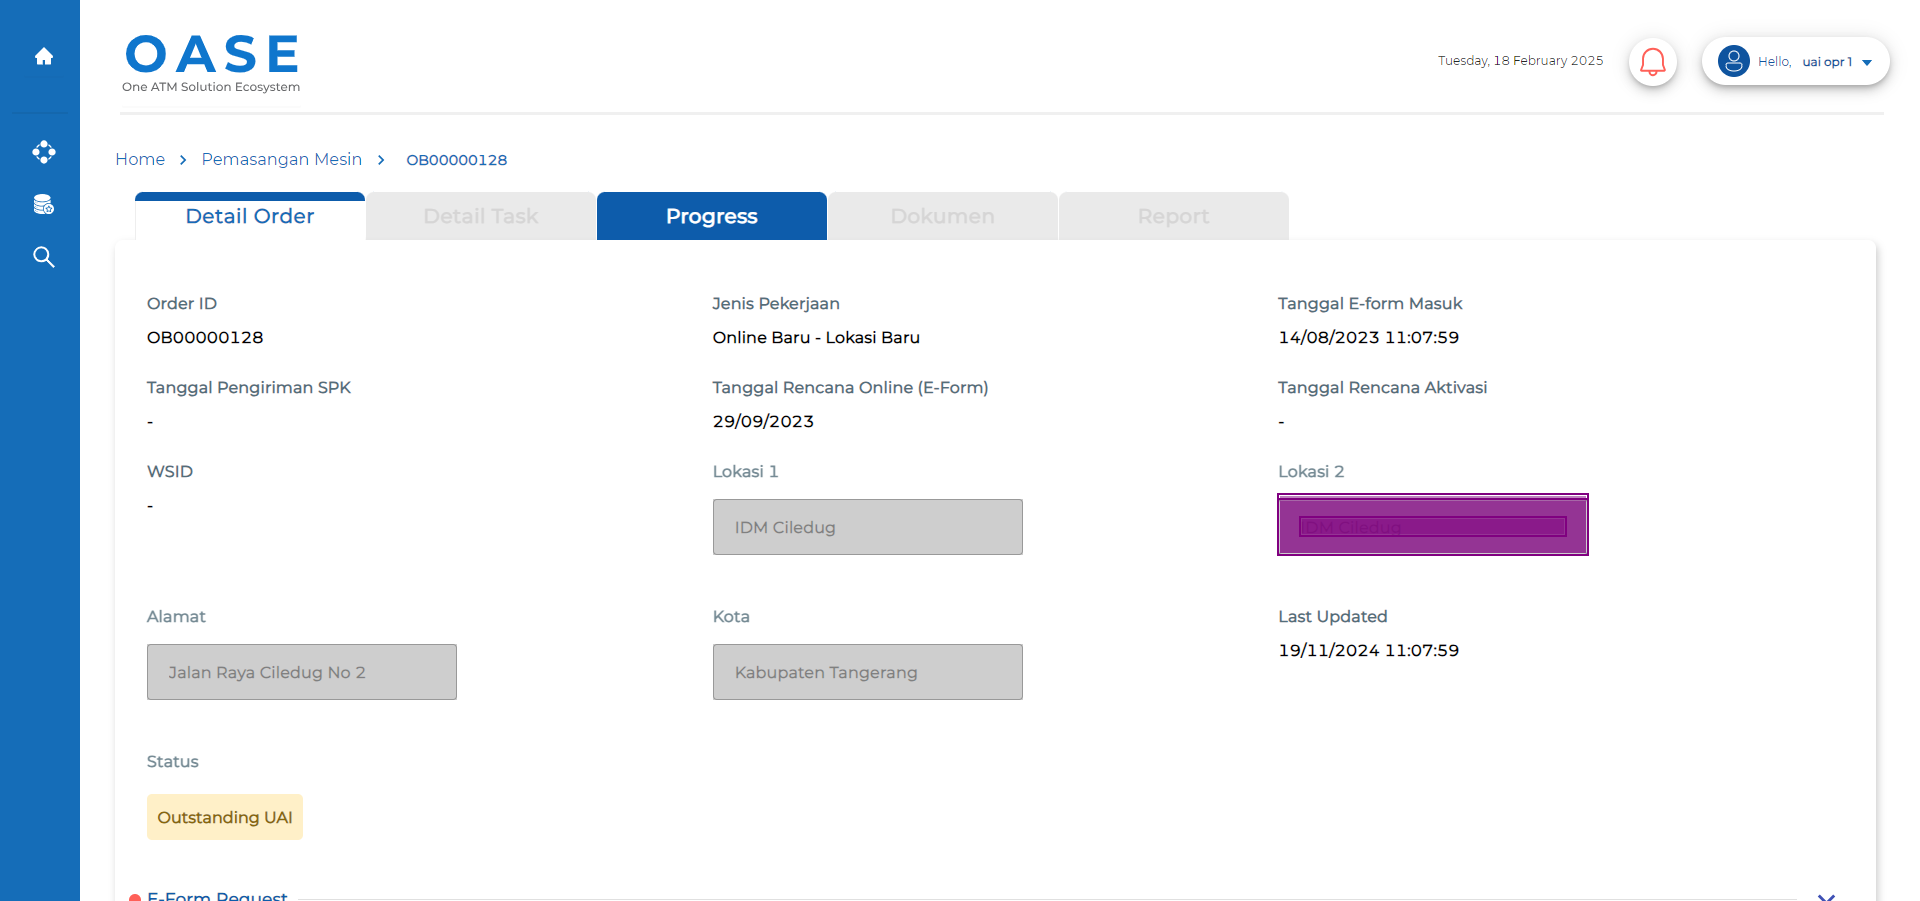 OASE
One ATM Solution Ecosystem
Tuesday, 18 February 2025
Hello, uai opr 1
Home > Pemasangan Mesin > OB00000128
Detail Order
Detail Task
Progress
Dokumen
Report
Order ID
OB00000128
Jenis Pekerjaan
Online Baru - Lokasi Baru
Tanggal E-form Masuk
14/08/2023 11:07:59
Tanggal Pengiriman SPK
-
Tanggal Rencana Online (E-Form)
29/09/2023
Tanggal Rencana Aktivasi
-
WSID
-
Lokasi 1
IDM Ciledug
Lokasi 2
IDM Ciledug
Alamat
Jalan Raya Ciledug No 2
Kota
Kabupaten Tangerang
Last Updated
19/11/2024 11:07:59
Status
Outstanding UAI
E-Form Request